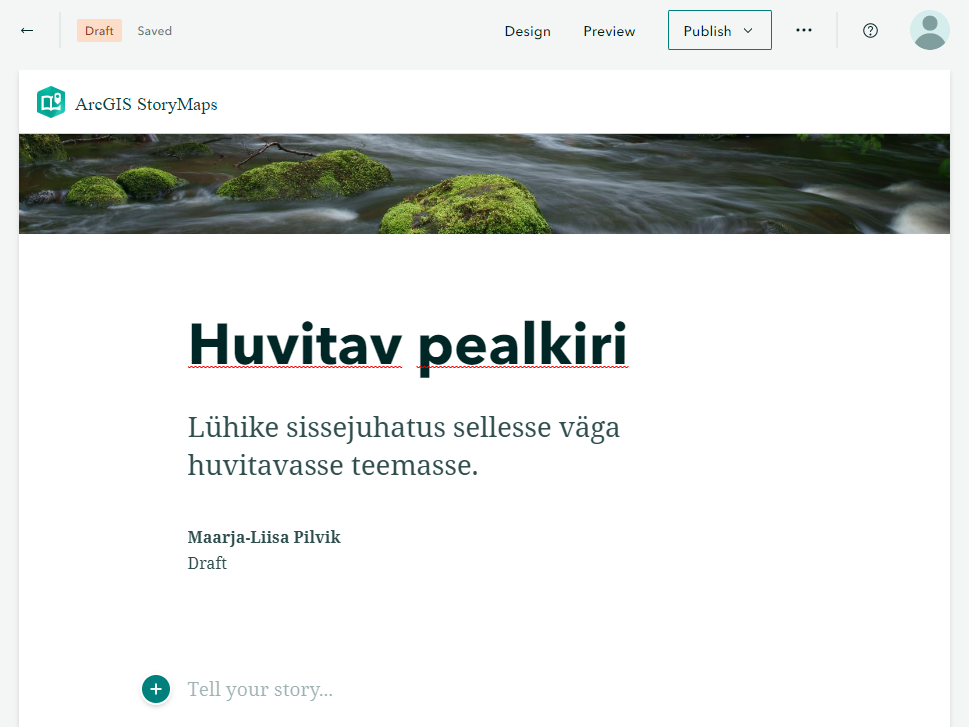 Draft Saved Design Preview Publish
ArcGIS StoryMaps
Huvitav pealkiri
Lühike sissejuhatus sellesse väga
huvitavasse teemasse.
Maarja-Liisa Pilvik
Draft
Tell your story...